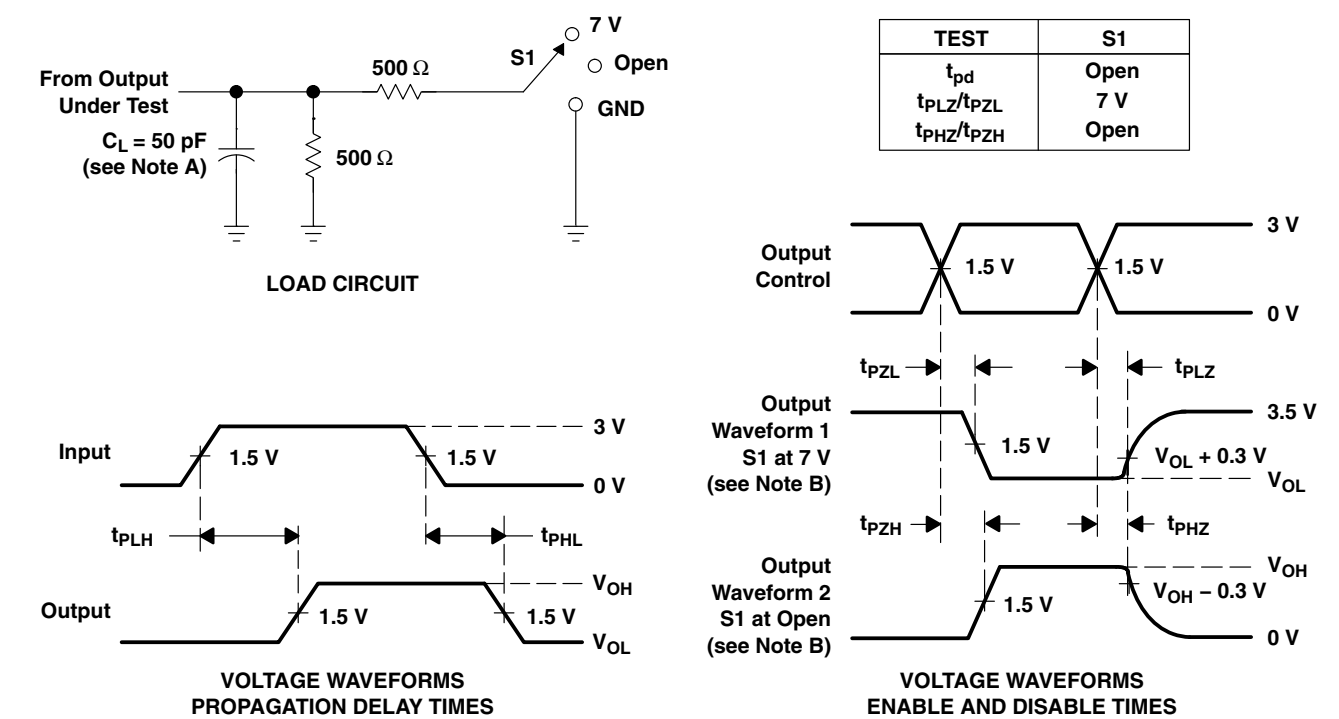 7 V
S1
Open
GND
500 Ω
From Output
Under Test
C_L = 50 pF
(see Note A)
500 Ω
LOAD CIRCUIT
TEST S1
t_pd Open
t_PLZ/t_PZL 7 V
t_PHZ/t_PZH Open
Input
1.5 V
1.5 V
3 V
0 V
t_PLH
t_PHL
Output
1.5 V
1.5 V
V_OH
V_OL
VOLTAGE WAVEFORMS
PROPAGATION DELAY TIMES
Output
Control
1.5 V
1.5 V
3 V
0 V
t_PZL
t_PLZ
Output
Waveform 1
S1 at 7 V
(see Note B)
1.5 V
3.5 V
V_OL + 0.3 V
V_OL
t_PZH
t_PHZ
Output
Waveform 2
S1 at Open
(see Note B)
1.5 V
V_OH
V_OH − 0.3 V
0 V
VOLTAGE WAVEFORMS
ENABLE AND DISABLE TIMES